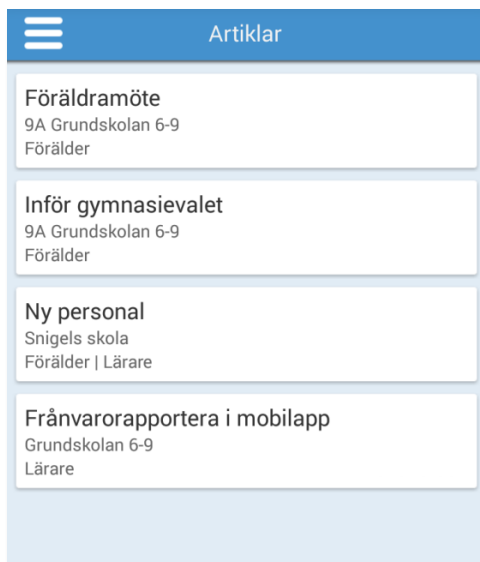 Artiklar
Föräldramöte
9A Grundskolan 6-9
Förälder
Inför gymnasievalet
9A Grundskolan 6-9
Förälder
Ny personal
Snigels skola
Förälder | Lärare
Frånvarorapportera i mobilapp
Grundskolan 6-9
Lärare